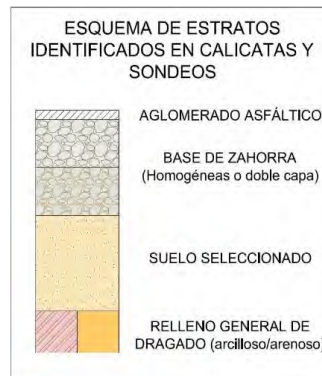 ESQUEMA DE ESTRATOS
IDENTIFICADOS EN CALICATAS Y
SONDEOS
AGLOMERADO ASFÁLTICO
BASE DE ZAHORRA
(Homogéneas o doble capa)
SUELO SELECCIONADO
RELLENO GENERAL DE
DRAGADO (arcilloso/arenoso)